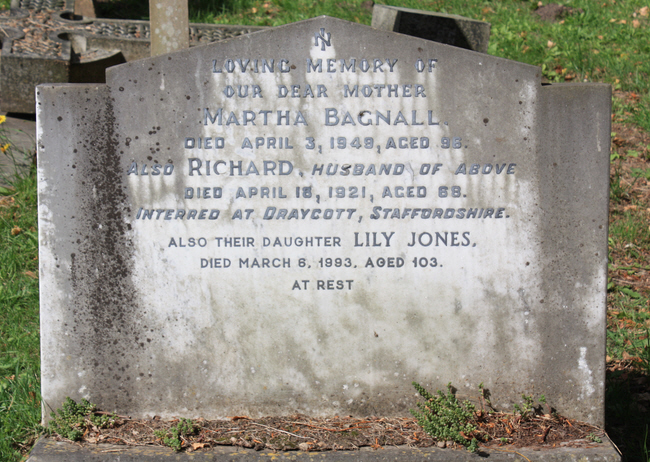 IN
LOVING MEMORY OF
OUR DEAR MOTHER
MARTHA BAGNALL
DIED APRIL 3, 1949, AGED 98.
ALSO RICHARD, HUSBAND OF ABOVE
DIED APRIL 18, 1921, AGED 69.
INTERRED AT DRAYCOTT, STAFFORDSHIRE.
ALSO THEIR DAUGHTER LILY JONES,
DIED MARCH 6, 1993, AGED 103.
AT REST